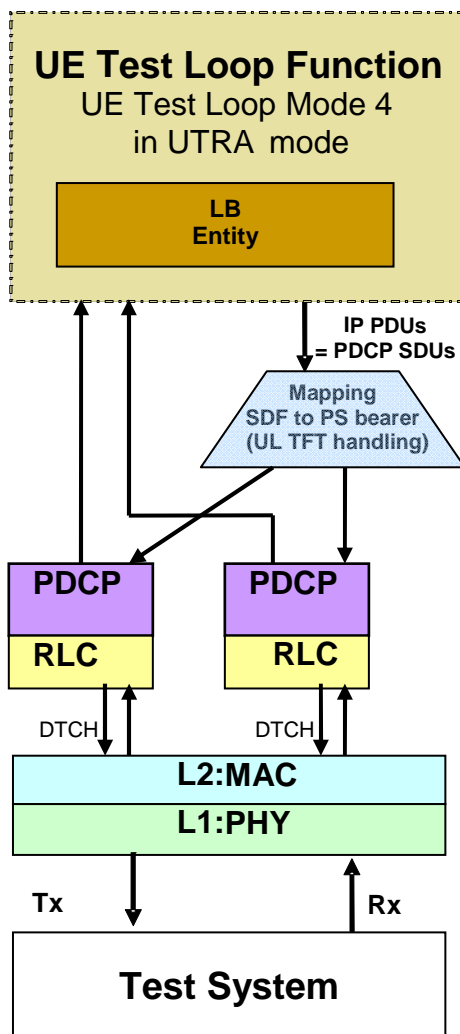 UE Test Loop Function
UE Test Loop Mode 4
in UTRA mode
LB
Entity
IP PDUs
= PDCP SDUs
Mapping
SDF to PS bearer
(UL TFT handling)
PDCP
PDCP
RLC
RLC
DTCH
DTCH
L2:MAC
L1:PHY
Tx
Rx
Test System